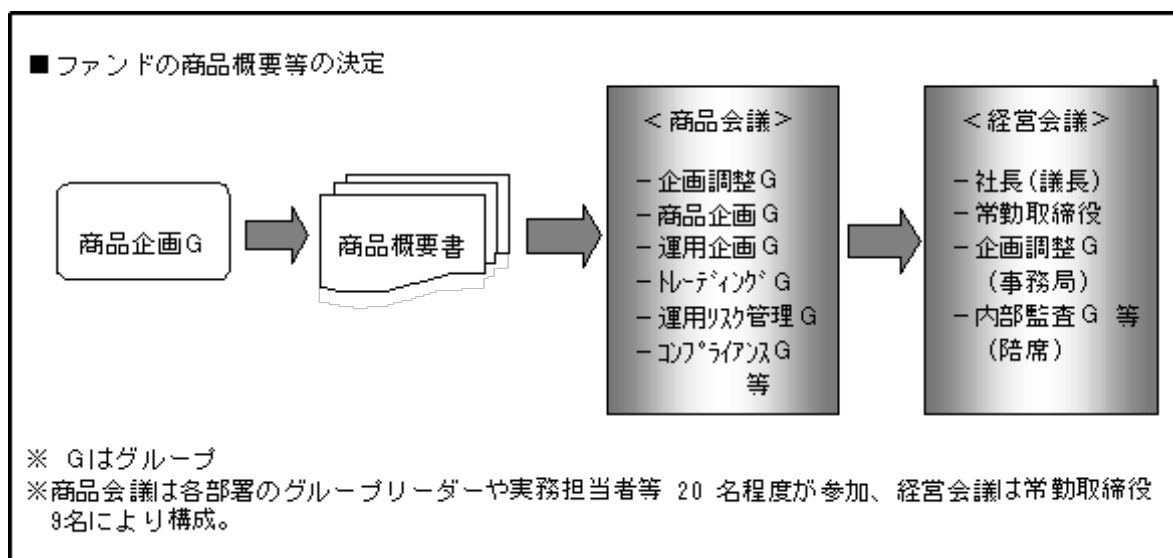 ■ファンドの商品概要等の決定
商品企画G
商品概要書
＜商品会議＞
－企画調整G
－商品企画G
－運用企画G
－ﾄﾚｰﾃﾞｨﾝｸﾞG
－運用ﾘｽｸ管理G
－ｺﾝﾌﾟﾗｲｱﾝｽG
等
＜経営会議＞
－社長(議長)
－常勤取締役
－企画調整G
(事務局)
－内部監査G 等
(陪席)
※ Gはグループ
※商品会議は各部署のグループリーダーや実務担当者等 20 名程度が参加、経営会議は常勤取締役
9名により構成。